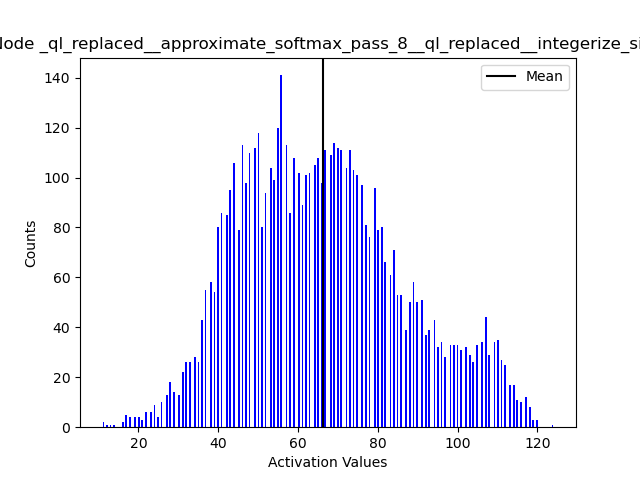 Node _ql_replaced__approximate_softmax_pass_8__ql_replaced__integerize_si
Mean
140
120
100
80
60
40
20
0
Counts
20 40 60 80 100 120
Activation Values